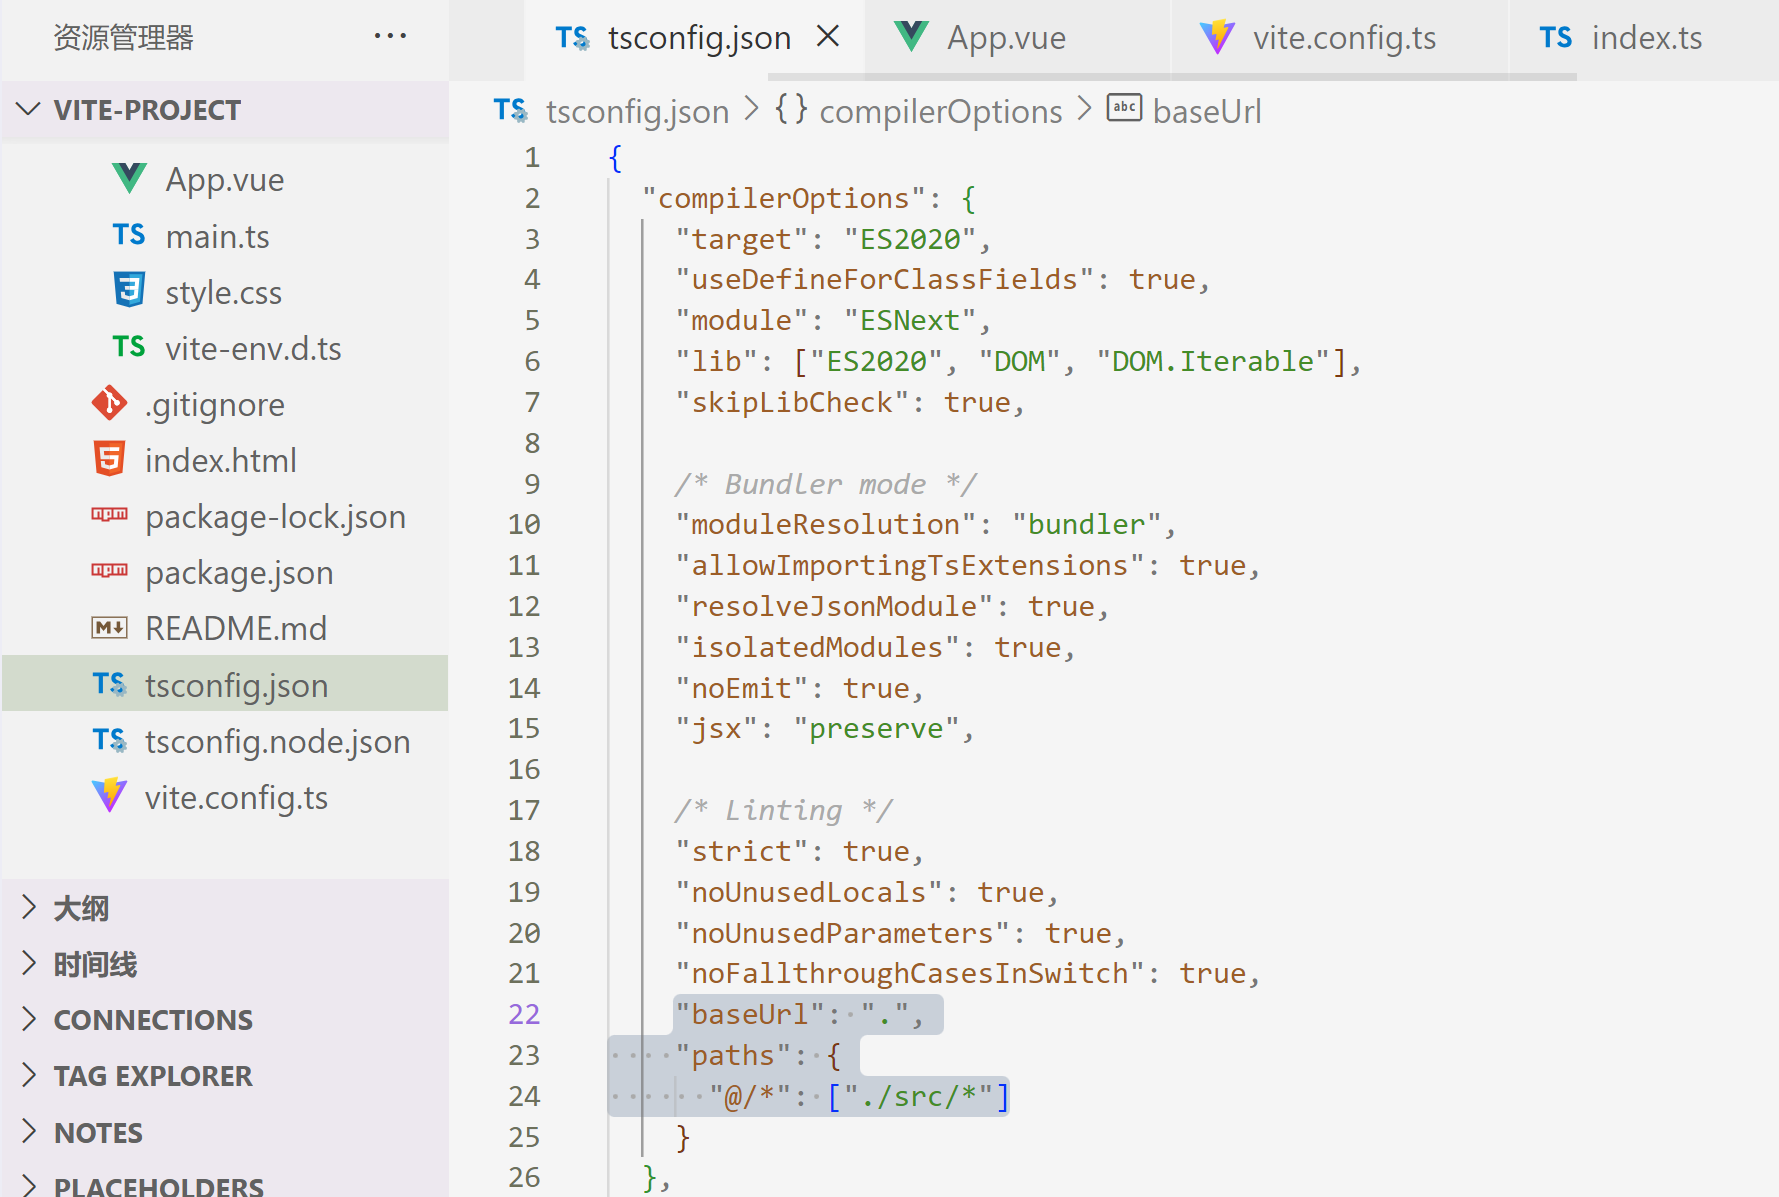 资源管理器 ···
VITE-PROJECT
App.vue
TS main.ts
style.css
TS vite-env.d.ts
.gitignore
index.html
package-lock.json
package.json
README.md
TS tsconfig.json
TS tsconfig.node.json
vite.config.ts
大纲
时间线
CONNECTIONS
TAG EXPLORER
NOTES
PLACEHOLDERS
TS tsconfig.json App.vue vite.config.ts TS index.ts
TS tsconfig.json > {} compilerOptions > abc baseUrl
1 {
2 "compilerOptions": {
3 "target": "ES2020",
4 "useDefineForClassFields": true,
5 "module": "ESNext",
6 "lib": ["ES2020", "DOM", "DOM.Iterable"],
7 "skipLibCheck": true,
8
9 /* Bundler mode */
10 "moduleResolution": "bundler",
11 "allowImportingTsExtensions": true,
12 "resolveJsonModule": true,
13 "isolatedModules": true,
14 "noEmit": true,
15 "jsx": "preserve",
16
17 /* Linting */
18 "strict": true,
19 "noUnusedLocals": true,
20 "noUnusedParameters": true,
21 "noFallthroughCasesInSwitch": true,
22 "baseUrl": ".",
23 "paths": {
24 "@/*": ["./src/*"]
25 }
26 },